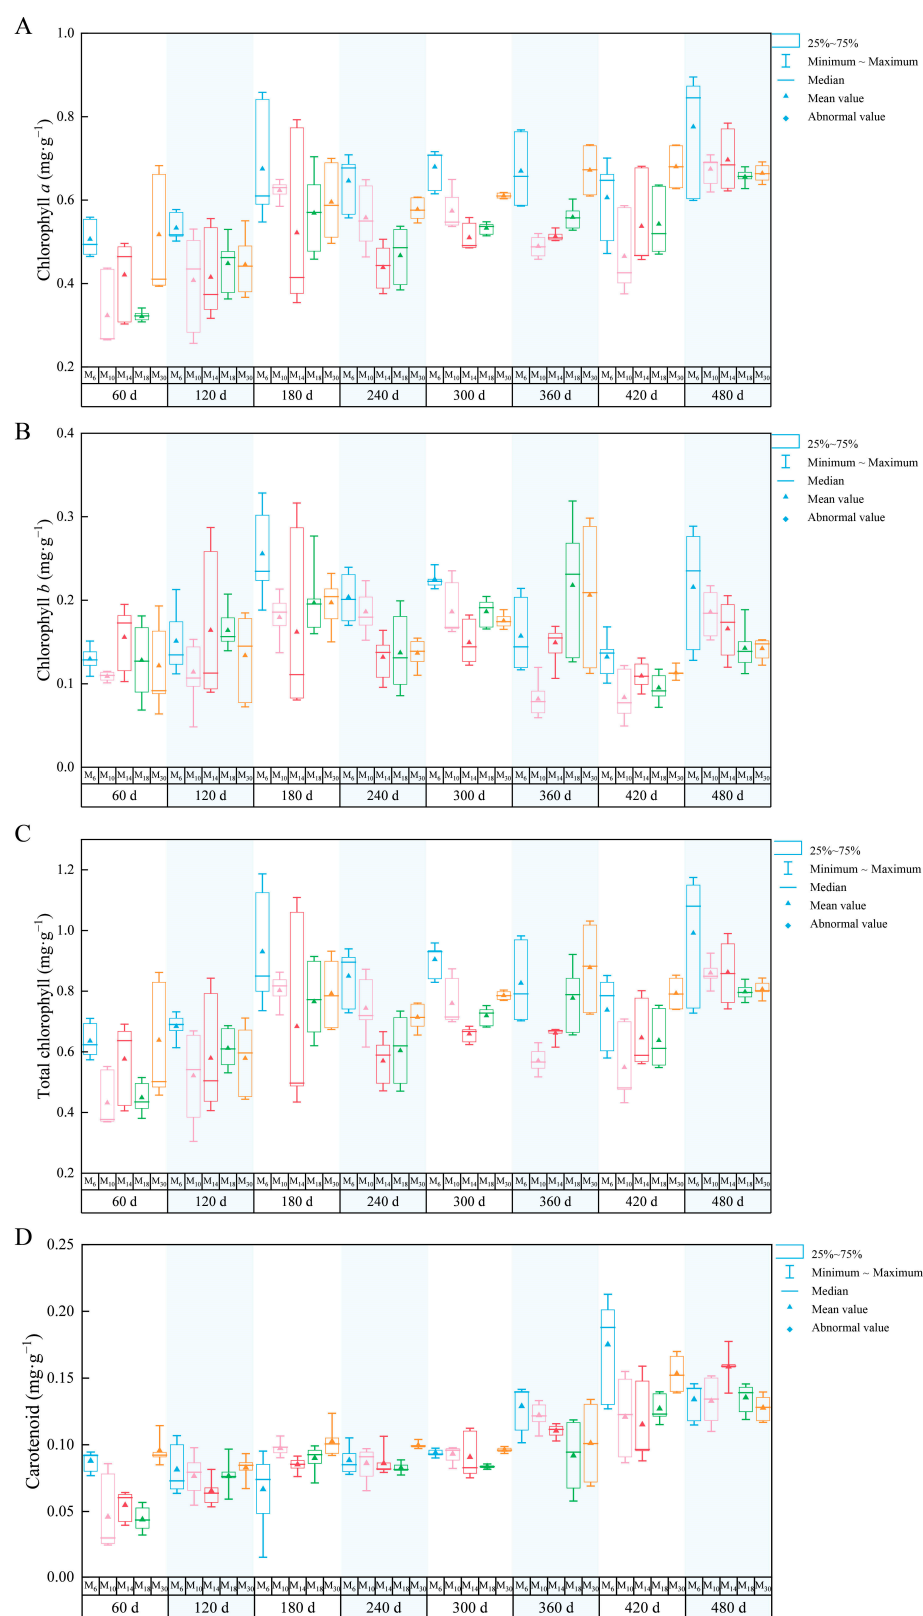 A
1.0
0.8
0.6
0.4
0.2
Chlorophyll a (mg·g⁻¹)
25%~75%
Minimum ~ Maximum
Median
Mean value
Abnormal value
M₆ M₁₀ M₁₄ M₁₈ M₃₀ M₆ M₁₀ M₁₄ M₁₈ M₃₀ M₆ M₁₀ M₁₄ M₁₈ M₃₀ M₆ M₁₀ M₁₄ M₁₈ M₃₀ M₆ M₁₀ M₁₄ M₁₈ M₃₀ M₆ M₁₀ M₁₄ M₁₈ M₃₀ M₆ M₁₀ M₁₄ M₁₈ M₃₀ M₆ M₁₀ M₁₄ M₁₈ M₃₀
60 d 120 d 180 d 240 d 300 d 360 d 420 d 480 d
B
0.4
0.3
0.2
0.1
0.0
Chlorophyll b (mg·g⁻¹)
25%~75%
Minimum ~ Maximum
Median
Mean value
Abnormal value
M₆ M₁₀ M₁₄ M₁₈ M₃₀ M₆ M₁₀ M₁₄ M₁₈ M₃₀ M₆ M₁₀ M₁₄ M₁₈ M₃₀ M₆ M₁₀ M₁₄ M₁₈ M₃₀ M₆ M₁₀ M₁₄ M₁₈ M₃₀ M₆ M₁₀ M₁₄ M₁₈ M₃₀ M₆ M₁₀ M₁₄ M₁₈ M₃₀ M₆ M₁₀ M₁₄ M₁₈ M₃₀
60 d 120 d 180 d 240 d 300 d 360 d 420 d 480 d
C
1.2
1.0
0.8
0.6
0.4
0.2
Total chlorophyll (mg·g⁻¹)
25%~75%
Minimum ~ Maximum
Median
Mean value
Abnormal value
M₆ M₁₀ M₁₄ M₁₈ M₃₀ M₆ M₁₀ M₁₄ M₁₈ M₃₀ M₆ M₁₀ M₁₄ M₁₈ M₃₀ M₆ M₁₀ M₁₄ M₁₈ M₃₀ M₆ M₁₀ M₁₄ M₁₈ M₃₀ M₆ M₁₀ M₁₄ M₁₈ M₃₀ M₆ M₁₀ M₁₄ M₁₈ M₃₀ M₆ M₁₀ M₁₄ M₁₈ M₃₀
60 d 120 d 180 d 240 d 300 d 360 d 420 d 480 d
D
0.25
0.20
0.15
0.10
0.05
0.00
Carotenoid (mg·g⁻¹)
25%~75%
Minimum ~ Maximum
Median
Mean value
Abnormal value
M₆ M₁₀ M₁₄ M₁₈ M₃₀ M₆ M₁₀ M₁₄ M₁₈ M₃₀ M₆ M₁₀ M₁₄ M₁₈ M₃₀ M₆ M₁₀ M₁₄ M₁₈ M₃₀ M₆ M₁₀ M₁₄ M₁₈ M₃₀ M₆ M₁₀ M₁₄ M₁₈ M₃₀ M₆ M₁₀ M₁₄ M₁₈ M₃₀ M₆ M₁₀ M₁₄ M₁₈ M₃₀
60 d 120 d 180 d 240 d 300 d 360 d 420 d 480 d